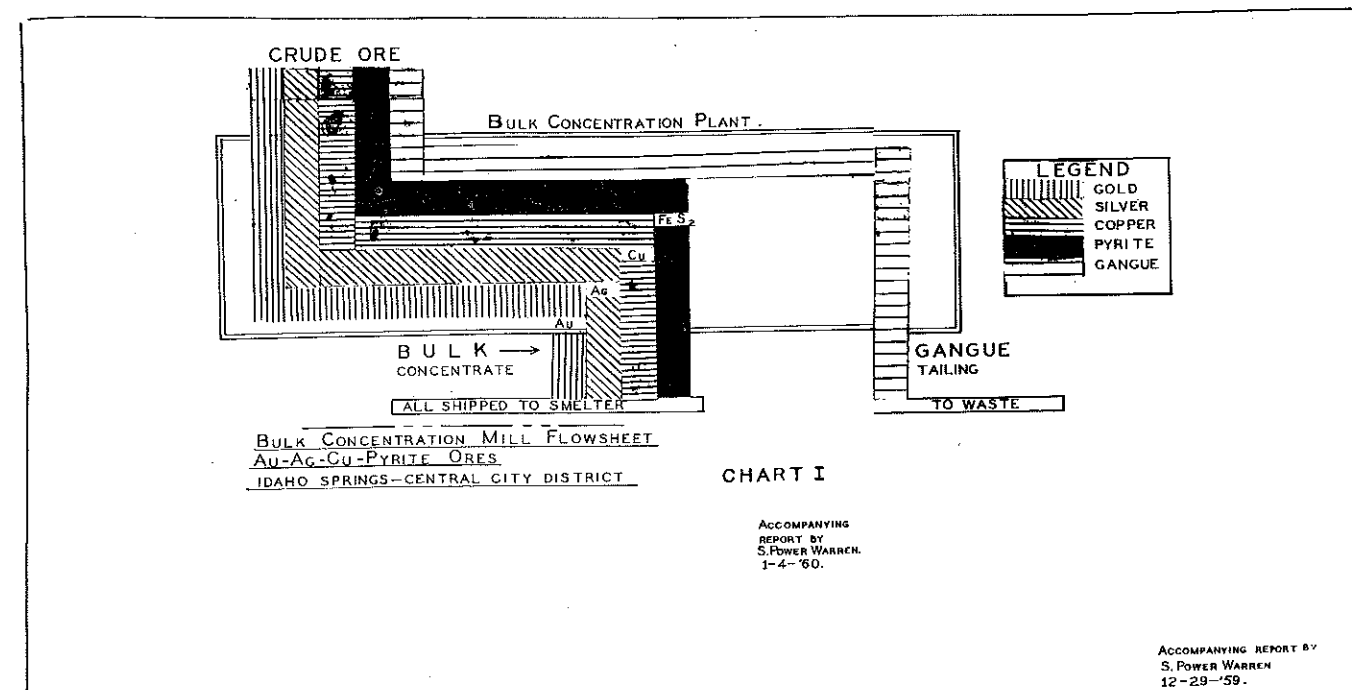 CRUDE ORE
BULK CONCENTRATION PLANT.
LEGEND
GOLD
SILVER
COPPER
PYRITE
GANGUE
FeS2
Cu
Ag
Au
BULK →
CONCENTRATE
GANGUE
TAILING
ALL SHIPPED TO SMELTER
TO WASTE
BULK CONCENTRATION MILL FLOWSHEET
AU-AG-CU-PYRITE ORES
IDAHO SPRINGS-CENTRAL CITY DISTRICT
CHART I
ACCOMPANYING
REPORT BY
S. POWER WARREN.
1-4-'60.
ACCOMPANYING REPORT BY
S. POWER WARREN
12-29-'59.